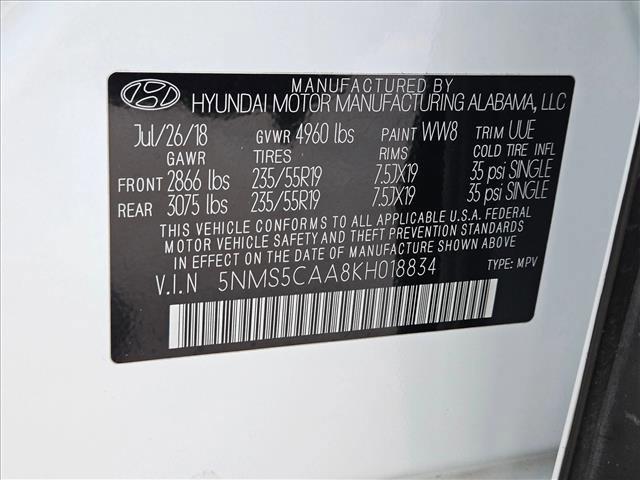 MANUFACTURED BY
HYUNDAI MOTOR MANUFACTURING ALABAMA, LLC
Jul/26/18 GVWR 4960 lbs PAINT WW8 TRIM UUE
GAWR TIRES RIMS COLD TIRE INFL
FRONT 2866 lbs 235/55R19 7.5JX19 35 psi SINGLE
REAR 3075 lbs 235/55R19 7.5JX19 35 psi SINGLE
THIS VEHICLE CONFORMS TO ALL APPLICABLE U.S.A. FEDERAL
MOTOR VEHICLE SAFETY AND THEFT PREVENTION STANDARDS
IN EFFECT ON THE DATE OF MANUFACTURE SHOWN ABOVE.
V.I.N 5NMS5CAA8KH018834 TYPE: MPV